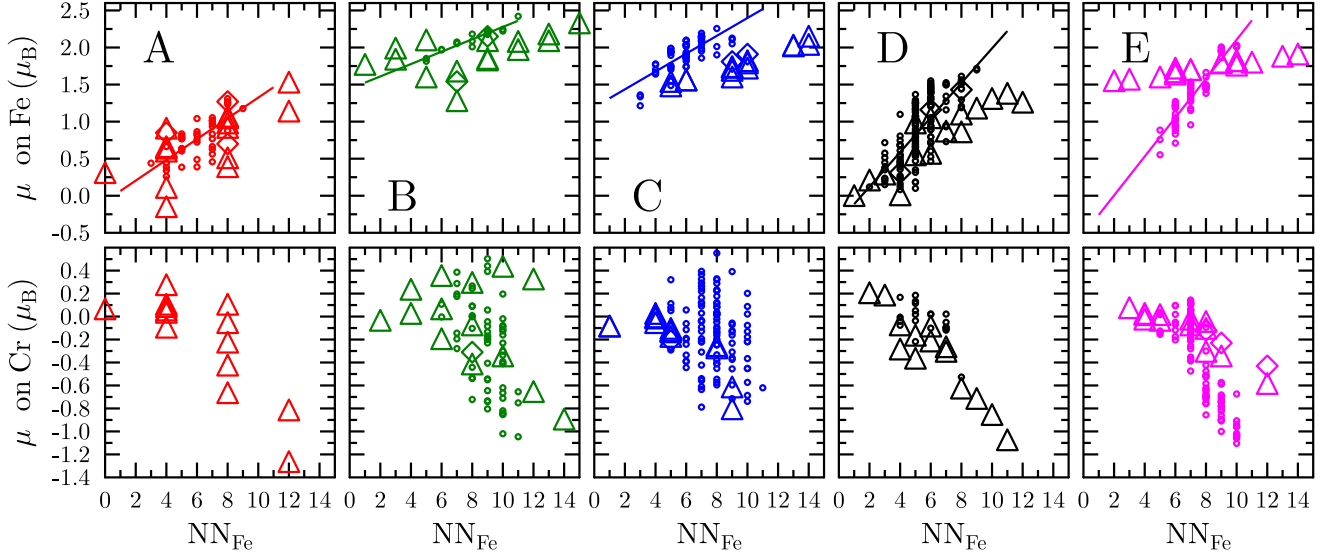 μ on Fe (μB)
2.5
2.0
1.5
1.0
0.5
0.0
-0.5
A
B
C
D
E
μ on Cr (μB)
0.4
0.2
0.0
-0.2
-0.4
-0.6
-0.8
-1.0
-1.2
-1.4
0 2 4 6 8 10 12 14
0 2 4 6 8 10 12 14
0 2 4 6 8 10 12 14
0 2 4 6 8 10 12 14
0 2 4 6 8 10 12 14
NNFe NNFe NNFe NNFe NNFe